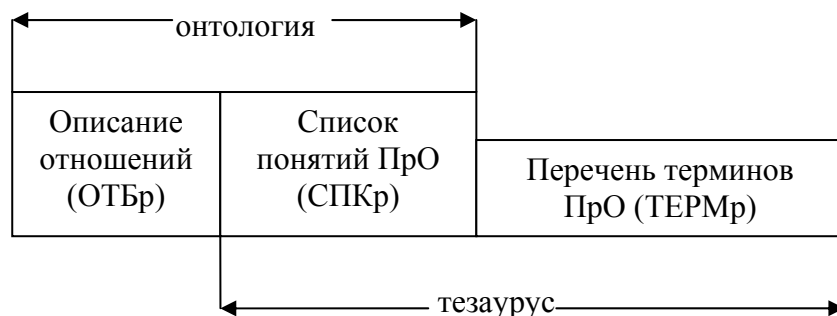 онтология
Описание
отношений
(ОТБр)
Список
понятий ПрО
(СПКр)
Перечень терминов
ПрО (ТЕРМр)
тезаурус